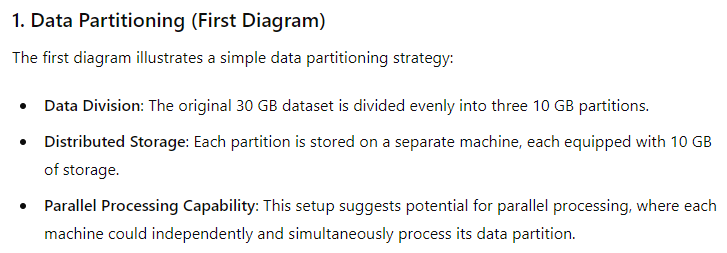 1. Data Partitioning (First Diagram)
The first diagram illustrates a simple data partitioning strategy:
• Data Division: The original 30 GB dataset is divided evenly into three 10 GB partitions.
• Distributed Storage: Each partition is stored on a separate machine, each equipped with 10 GB
of storage.
• Parallel Processing Capability: This setup suggests potential for parallel processing, where each
machine could independently and simultaneously process its data partition.